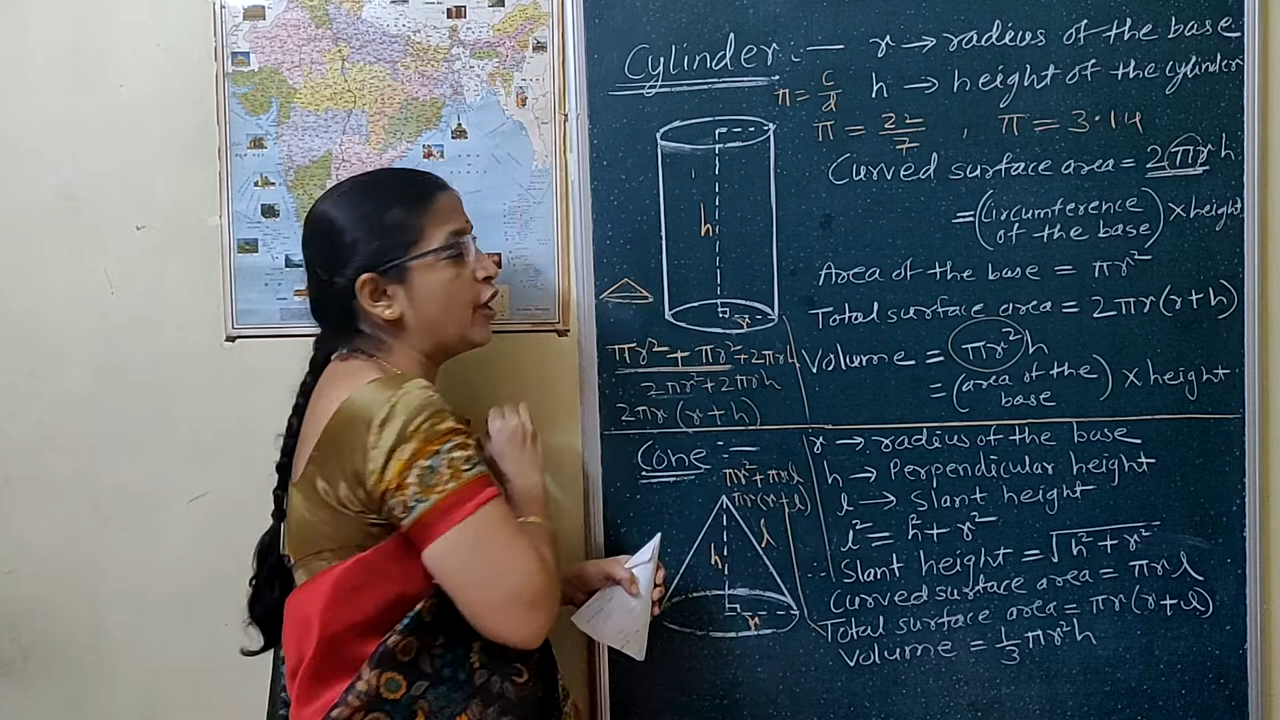 Cylinder :— r → radius of the base
π = c/d h → height of the cylinder
π = 22/7 , π = 3.14
Curved surface area = 2πrh
= (circumference of the base) × height
h
Area of the base = πr²
r
Total surface area = 2πr(r+h)
πr² + πr² + 2πrh
2πr² + 2πrh
2πr (r + h)
Volume = πr²h
= (area of the base) × height
Cone :—
πr² + πrl
πr(r+l)
h
l
r
r → radius of the base
h → Perpendicular height
l → Slant height
l² = h² + r²
∴ Slant height = √h² + r²
Curved surface area = πrl
Total surface area = πr(r+l)
Volume = 1/3 πr²h